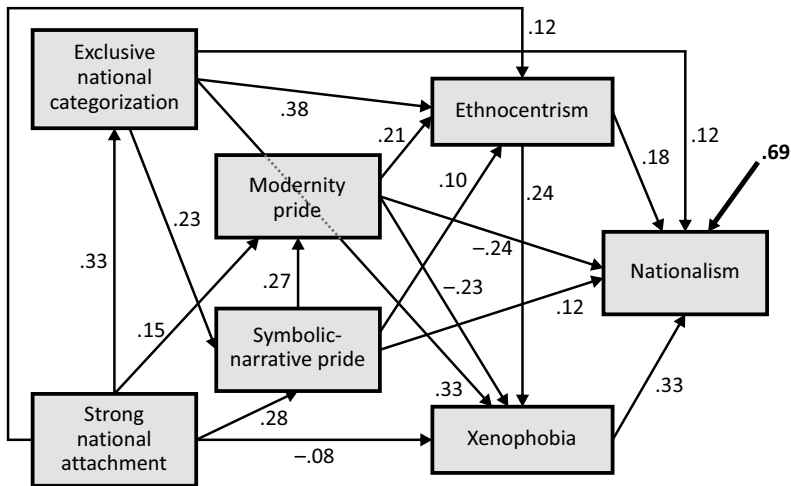 .12
Exclusive
national
categorization
Ethnocentrism
.38
.21
.12
.69
.18
Modernity
pride
.10
.23
.24
–.24
Nationalism
.33
.27
–.23
.12
.15
Symbolic-
narrative pride
.33
.33
Strong
national
attachment
.28
Xenophobia
–.08